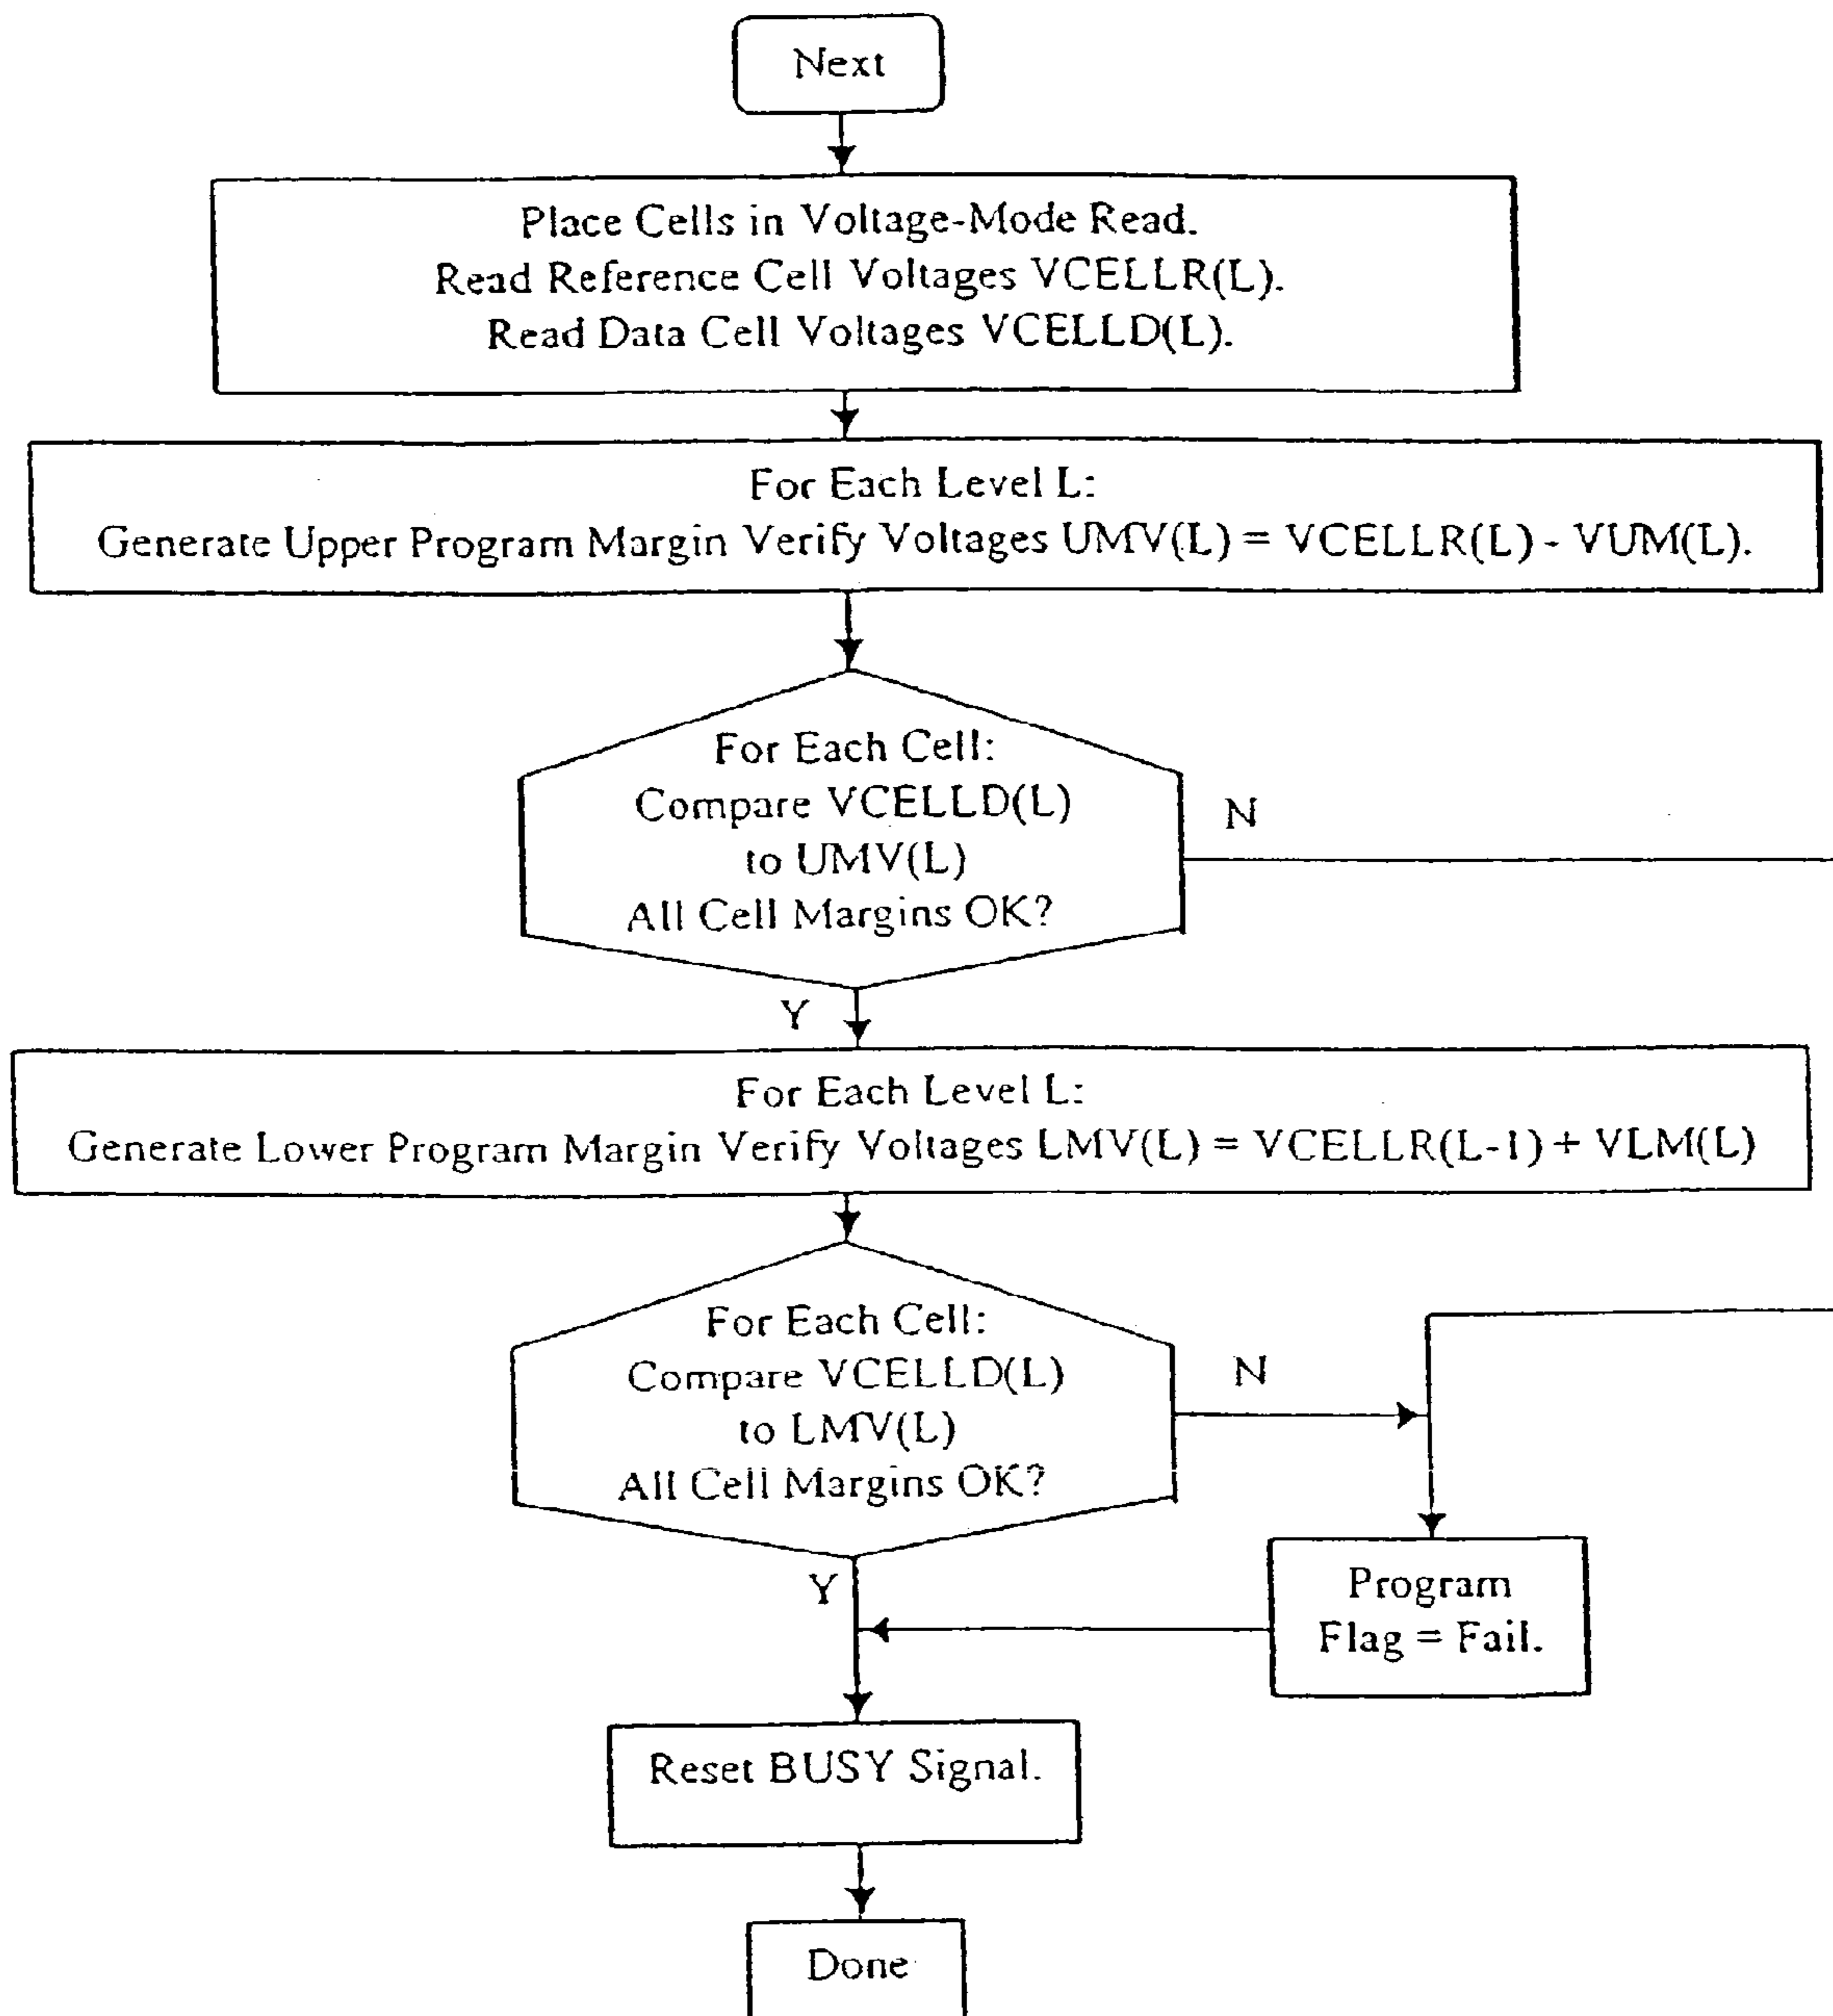 Next
Place Cells in Voltage-Mode Read.
Read Reference Cell Voltages VCELLR(L).
Read Data Cell Voltages VCELLD(L).
For Each Level L:
Generate Upper Program Margin Verify Voltages UMV(L) = VCELLR(L) - VUM(L).
For Each Cell:
Compare VCELLD(L)
to UMV(L)
All Cell Margins OK?
N
Y
For Each Level L:
Generate Lower Program Margin Verify Voltages LMV(L) = VCELLR(L-1) + VLM(L)
For Each Cell:
Compare VCELLD(L)
to LMV(L)
All Cell Margins OK?
N
Y
Program
Flag = Fail.
Reset BUSY Signal.
Done